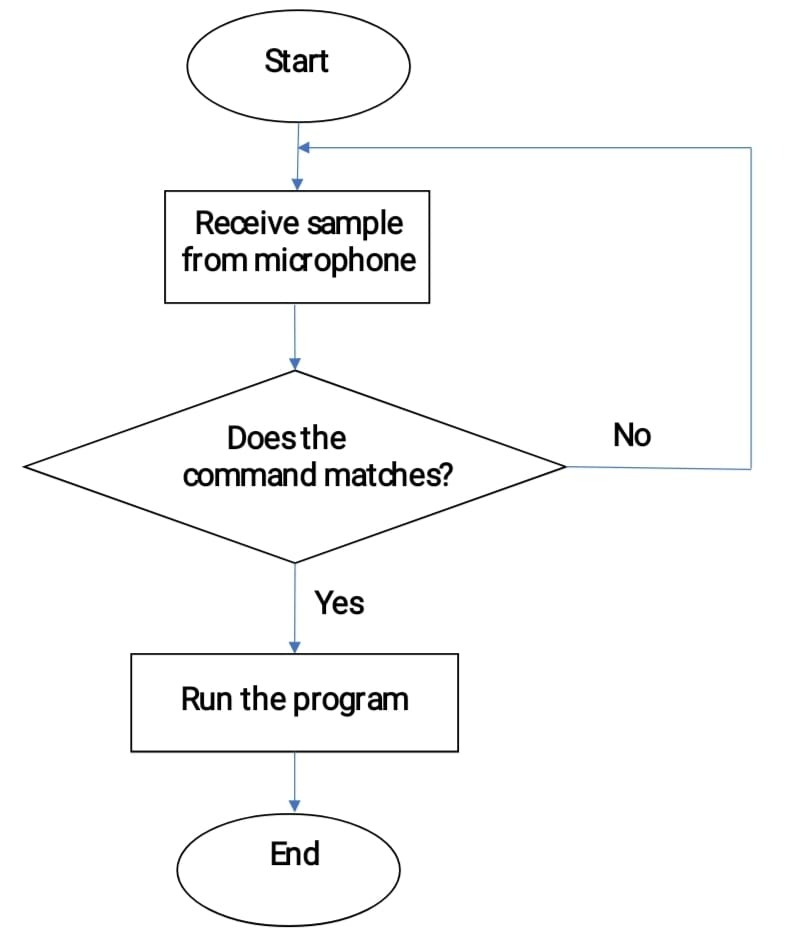 Start
Receive sample
from microphone
Does the
command matches?
No
Yes
Run the program
End